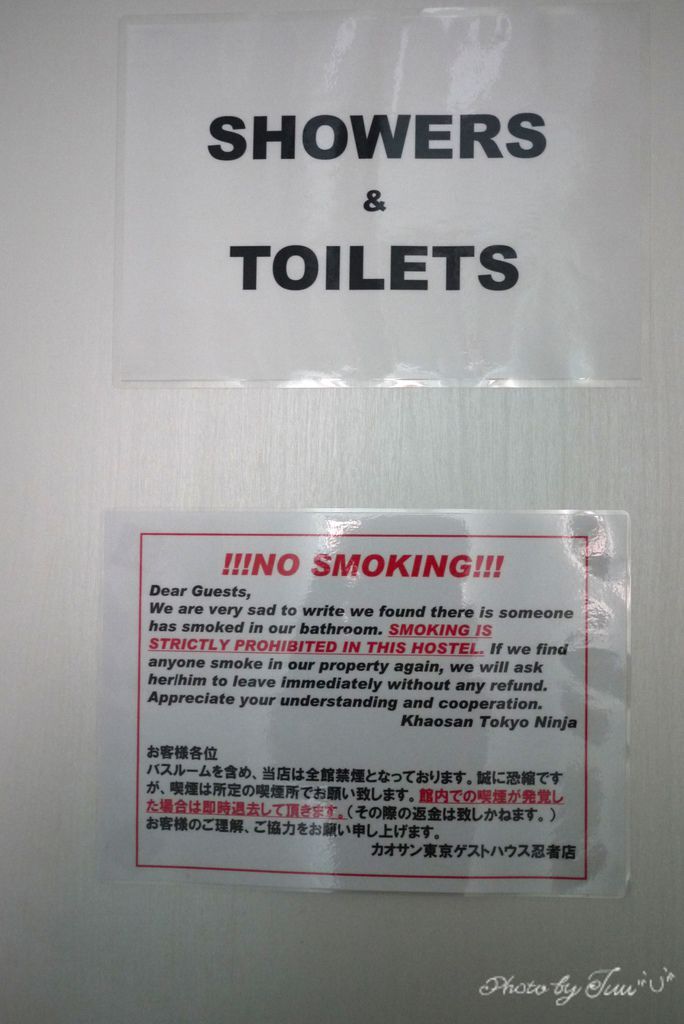 SHOWERS
&
TOILETS
!!!NO SMOKING!!!
Dear Guests,
We are very sad to write we found there is someone
has smoked in our bathroom. SMOKING IS
STRICTLY PROHIBITED IN THIS HOSTEL. If we find
anyone smoke in our property again, we will ask
her/him to leave immediately without any refund.
Appreciate your understanding and cooperation.
Khaosan Tokyo Ninja
お客様各位
バスルームを含め、当店は全館禁煙となっております。誠に恐縮です
が、喫煙は所定の喫煙所でお願い致します。館内での喫煙が発覚し
た場合は即時退去して頂きます。（その際の返金は致しかねます。）
お客様のご理解、ご協力をお願い申し上げます。
カオサン東京ゲストハウス忍者店
Photo by